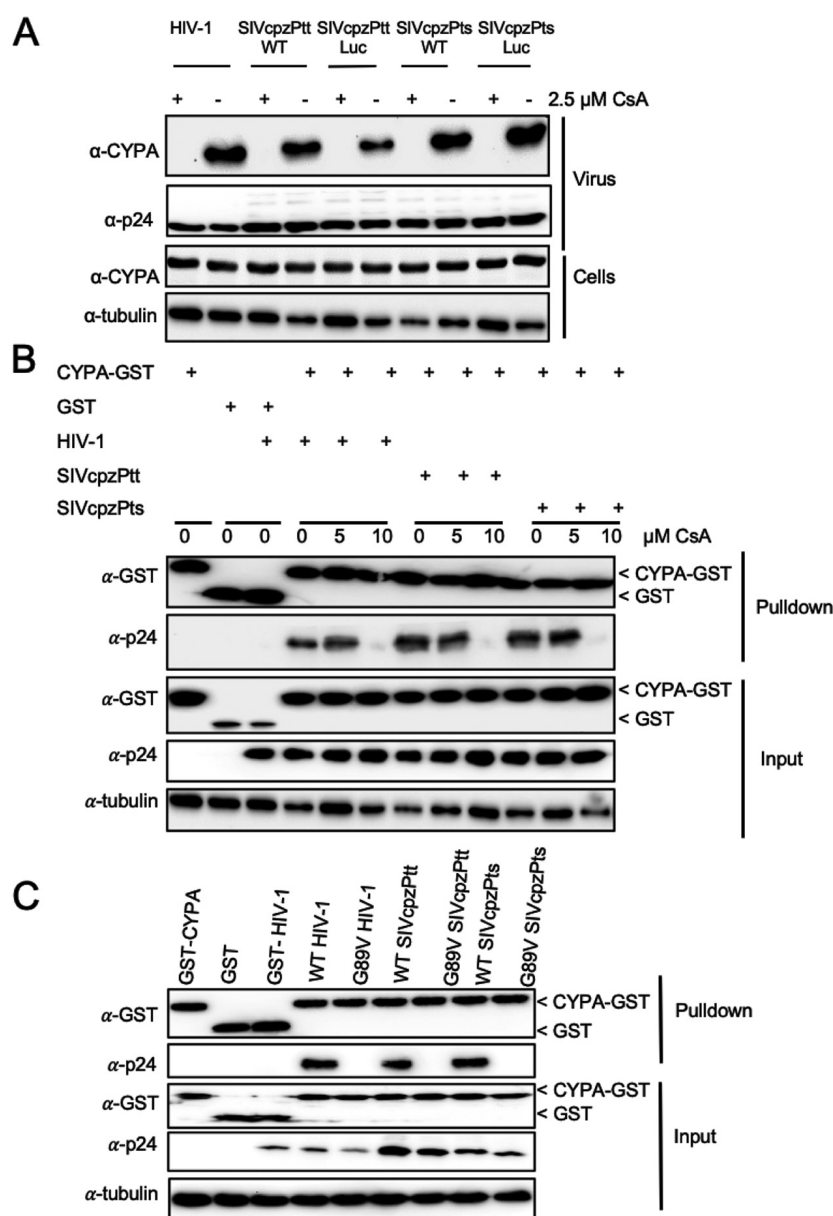 A
HIV-1 SIVcpzPtt SIVcpzPtt SIVcpzPts SIVcpzPts
WT Luc WT Luc
+ - + - + - + - + - 2.5 µM CsA
α-CYPA
α-p24
Virus
α-CYPA
α-tubulin
Cells
B
CYPA-GST + + + + + + + + + +
GST + +
HIV-1 + + + +
SIVcpzPtt + + +
SIVcpzPts + + +
0 0 0 0 5 10 0 5 10 0 5 10 µM CsA
α-GST < CYPA-GST
< GST
α-p24
Pulldown
α-GST < CYPA-GST
< GST
α-p24
α-tubulin
Input
C
GST-CYPA
GST
GST- HIV-1
WT HIV-1
G89V HIV-1
WT SIVcpzPtt
G89V SIVcpzPtt
WT SIVcpzPts
G89V SIVcpzPts
α-GST < CYPA-GST
< GST
α-p24
Pulldown
α-GST < CYPA-GST
< GST
α-p24
α-tubulin
Input